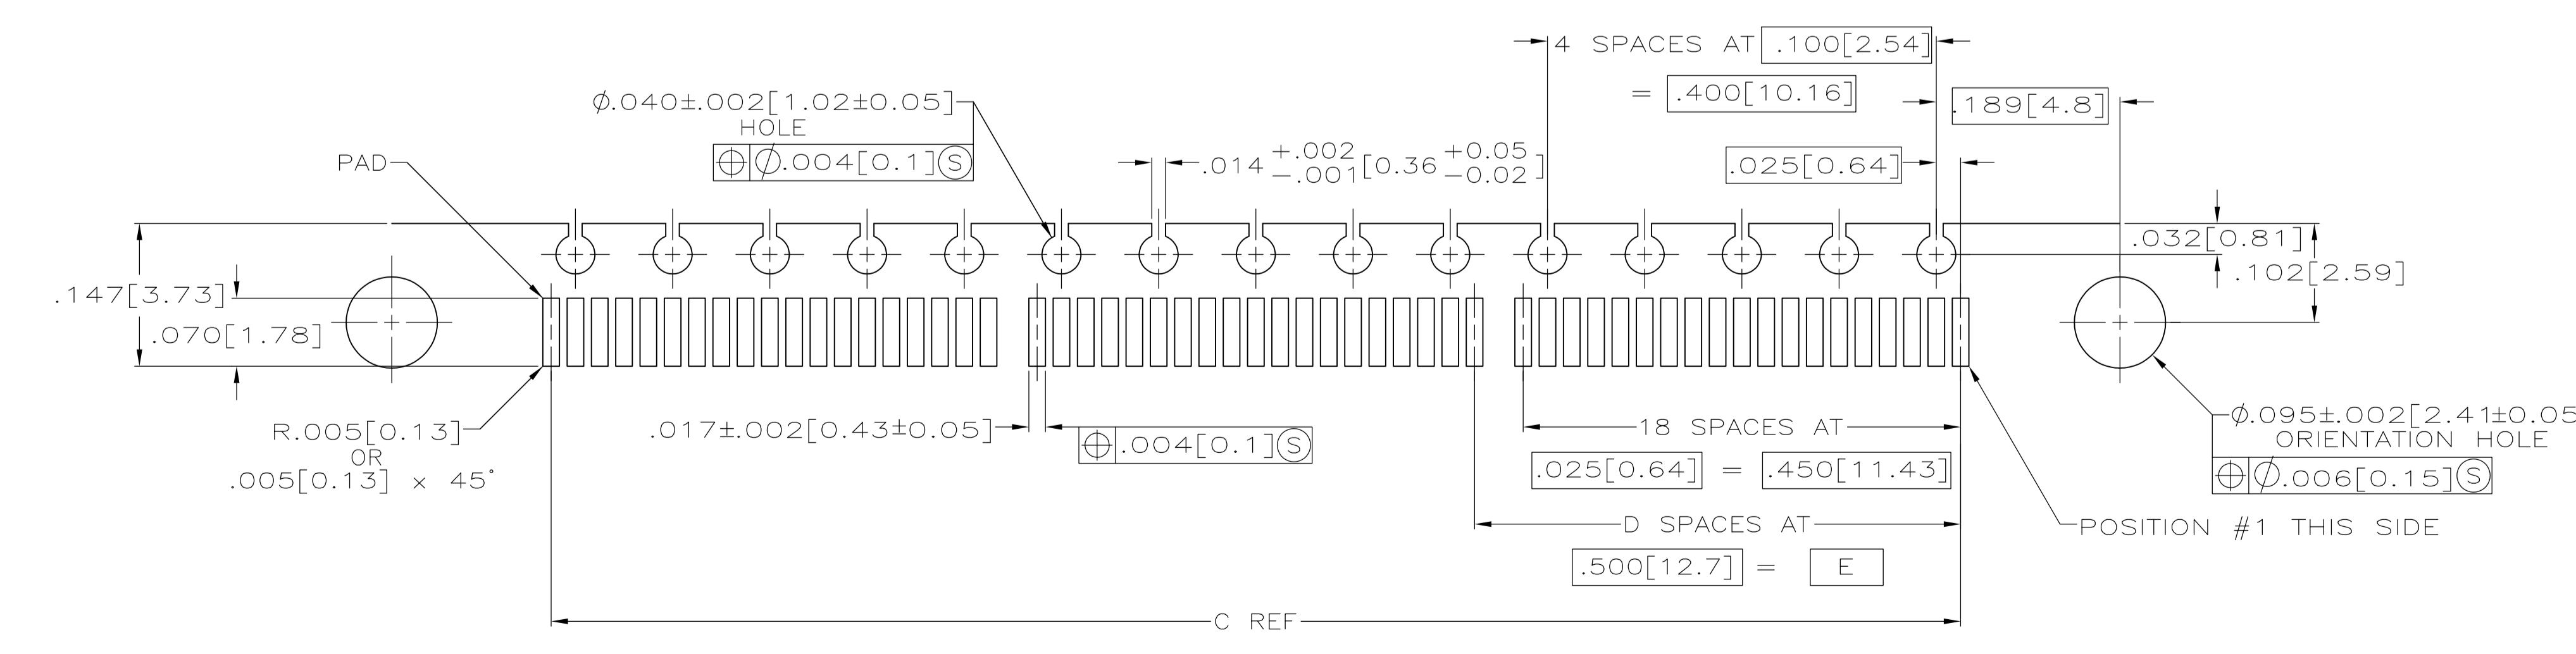 4 SPACES AT .100[2.54]
= .400[10.16]
.189[4.8]
Ø.040±.002[1.02±0.05]
HOLE
⌖ Ø.004[0.1]Ⓢ
PAD
.014 +.002 -.001 [0.36 +0.05 -0.02]
.025[0.64]
.032[0.81]
.102[2.59]
.147[3.73]
.070[1.78]
R.005[0.13]
OR
.005[0.13] × 45°
.017±.002[0.43±0.05]
⌖ .004[0.1]Ⓢ
18 SPACES AT
.025[0.64] = .450[11.43]
D SPACES AT
.500[12.7] = E
C REF
Ø.095±.002[2.41±0.05
ORIENTATION HOLE
⌖ Ø.006[0.15]Ⓢ
POSITION #1 THIS SIDE